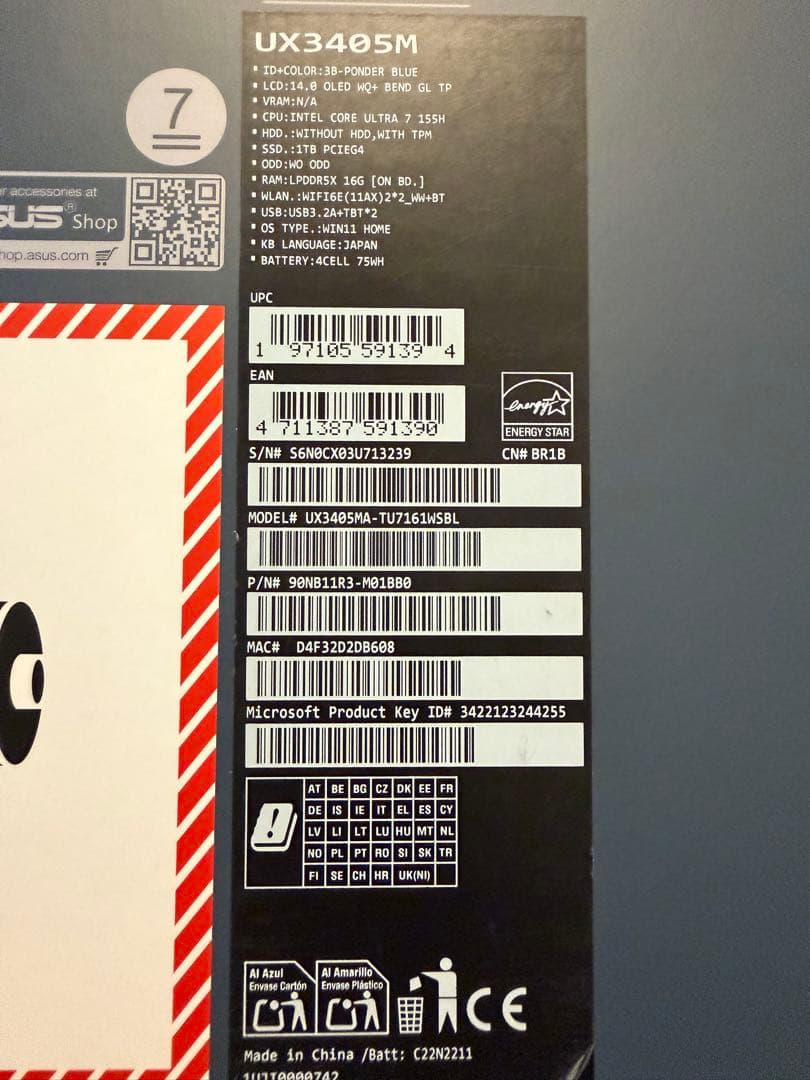 UX3405M
ID+COLOR:3B-PONDER BLUE
LCD:14.0 OLED WQ+ BEND GL TP
VRAM:N/A
CPU:INTEL CORE ULTRA 7 155H
HDD.:WITHOUT HDD,WITH TPM
SSD.:1TB PCIEG4
ODD:WO ODD
RAM:LPDDR5X 16G [ON BD.]
WLAN.:WIFI6E(11AX)2*2_WW+BT
USB:USB3.2A+TBT*2
OS TYPE.:WIN11 HOME
KB LANGUAGE:JAPAN
BATTERY:4CELL 75WH
7
accessories at
Shop
UPC
1 97105 59139 4
EAN
4 711387 591390
energy
ENERGY STAR
S/N# S6N0CX03U713239
CN# BR1B
MODEL# UX3405MA-TU7161WSBL
P/N# 90NB11R3-M01BB0
MAC# D4F32D2DB608
Microsoft Product Key ID# 3422123244255
AT BE BG CZ DK EE FR
DE IS IE IT EL ES CY
LV LI LT LU HU MT NL
NO PL PT RO SI SK TR
FI SE CH HR UK(NI)
Al Azul
Envase Cartón
Al Amarillo
Envase Plástico
CE
Made in China /Batt: C22N2211